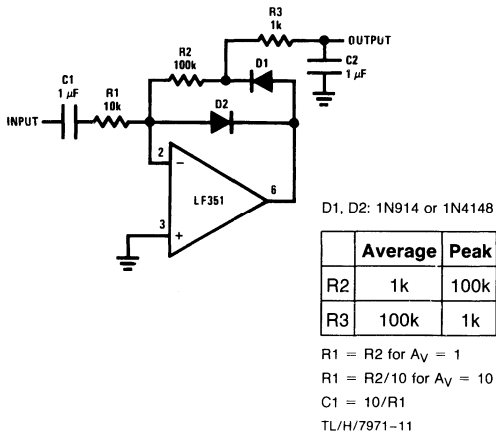 R3
1k
OUTPUT
R2
100k
D1
C2
1 µF
C1
1 µF
R1
10k
D2
INPUT
2
−
LF351
6
3
+
D1, D2: 1N914 or 1N4148
Average Peak
R2 1k 100k
R3 100k 1k
R1 = R2 for AV = 1
R1 = R2/10 for AV = 10
C1 = 10/R1
TL/H/7971–11